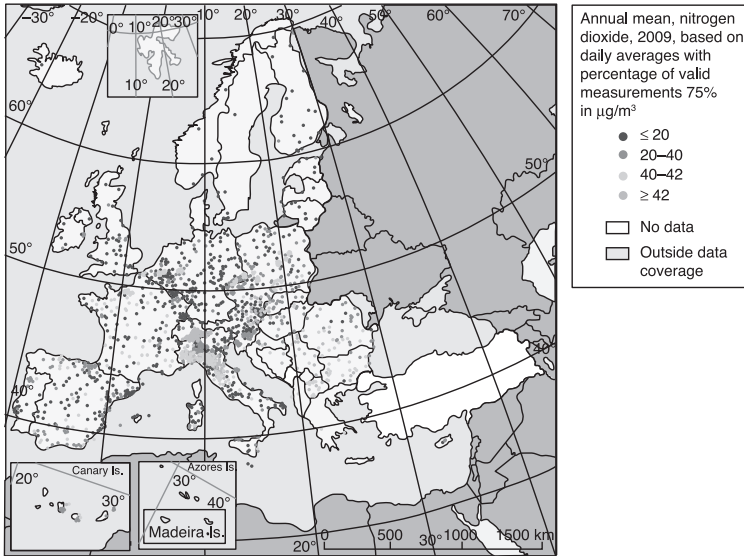 −30° −20° 0° 10° 20° 30° 0° 10° 20° 30° 40° 50° 60° 70°
10° 20°
60°
50°
50°
40°
40°
Canary Is.
20°
30°
Azores Is.
30°
40°
Madeira Is.
20° 0 500 30° 1000 1500 km
Annual mean, nitrogen
dioxide, 2009, based on
daily averages with
percentage of valid
measurements 75%
in µg/m³
≤ 20
20–40
40–42
≥ 42
No data
Outside data
coverage